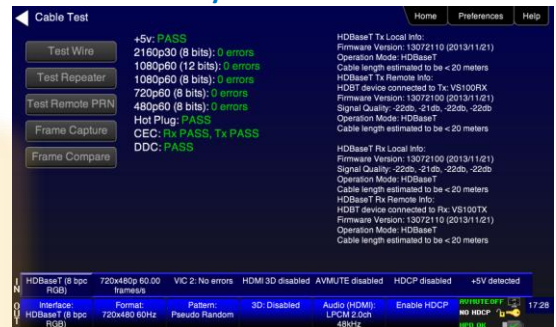 Cable Test
Home
Preferences
Help
Test Wire
Test Repeater
Test Remote PRN
Frame Capture
Frame Compare
+5v: PASS
2160p30 (8 bits): 0 errors
1080p60 (12 bits): 0 errors
1080p60 (8 bits): 0 errors
720p60 (8 bits): 0 errors
480p60 (8 bits): 0 errors
Hot Plug: PASS
CEC: Rx PASS, Tx PASS
DDC: PASS
HDBaseT Tx Local Info:
Firmware Version: 13072110 (2013/11/21)
Operation Mode: HDBaseT
Cable length estimated to be < 20 meters
HDBaseT Tx Remote Info:
HDBT device connected to Tx: VS100RX
Firmware Version: 13072100 (2013/11/21)
Signal Quality: -22db, -21db, -22db, -22db
Operation Mode: HDBaseT
Cable length estimated to be < 20 meters
HDBaseT Rx Local Info:
Firmware Version: 13072100 (2013/11/21)
Signal Quality: -22db, -22db, -22db, -22db
Operation Mode: HDBaseT
Cable length estimated to be < 20 meters
HDBaseT Rx Remote Info:
HDBT device connected to Rx: VS100TX
Firmware Version: 13072110 (2013/11/21)
Operation Mode: HDBaseT
Cable length estimated to be < 20 meters
IN
HDBaseT (8 bpc
RGB)
720x480p 60.00
frames/s
VIC 2: No errors
HDMI 3D disabled
AVMUTE disabled
HDCP disabled
+5V detected
OUT
Interface:
HDBaseT (8 bpc
RGB)
Format:
720x480 60Hz
Pattern:
Pseudo Random
3D: Disabled
Audio (HDMI):
LPCM 2.0ch
48kHz
Enable HDCP
AVMUTE OFF
NO HDCP
HPD OK
17:28